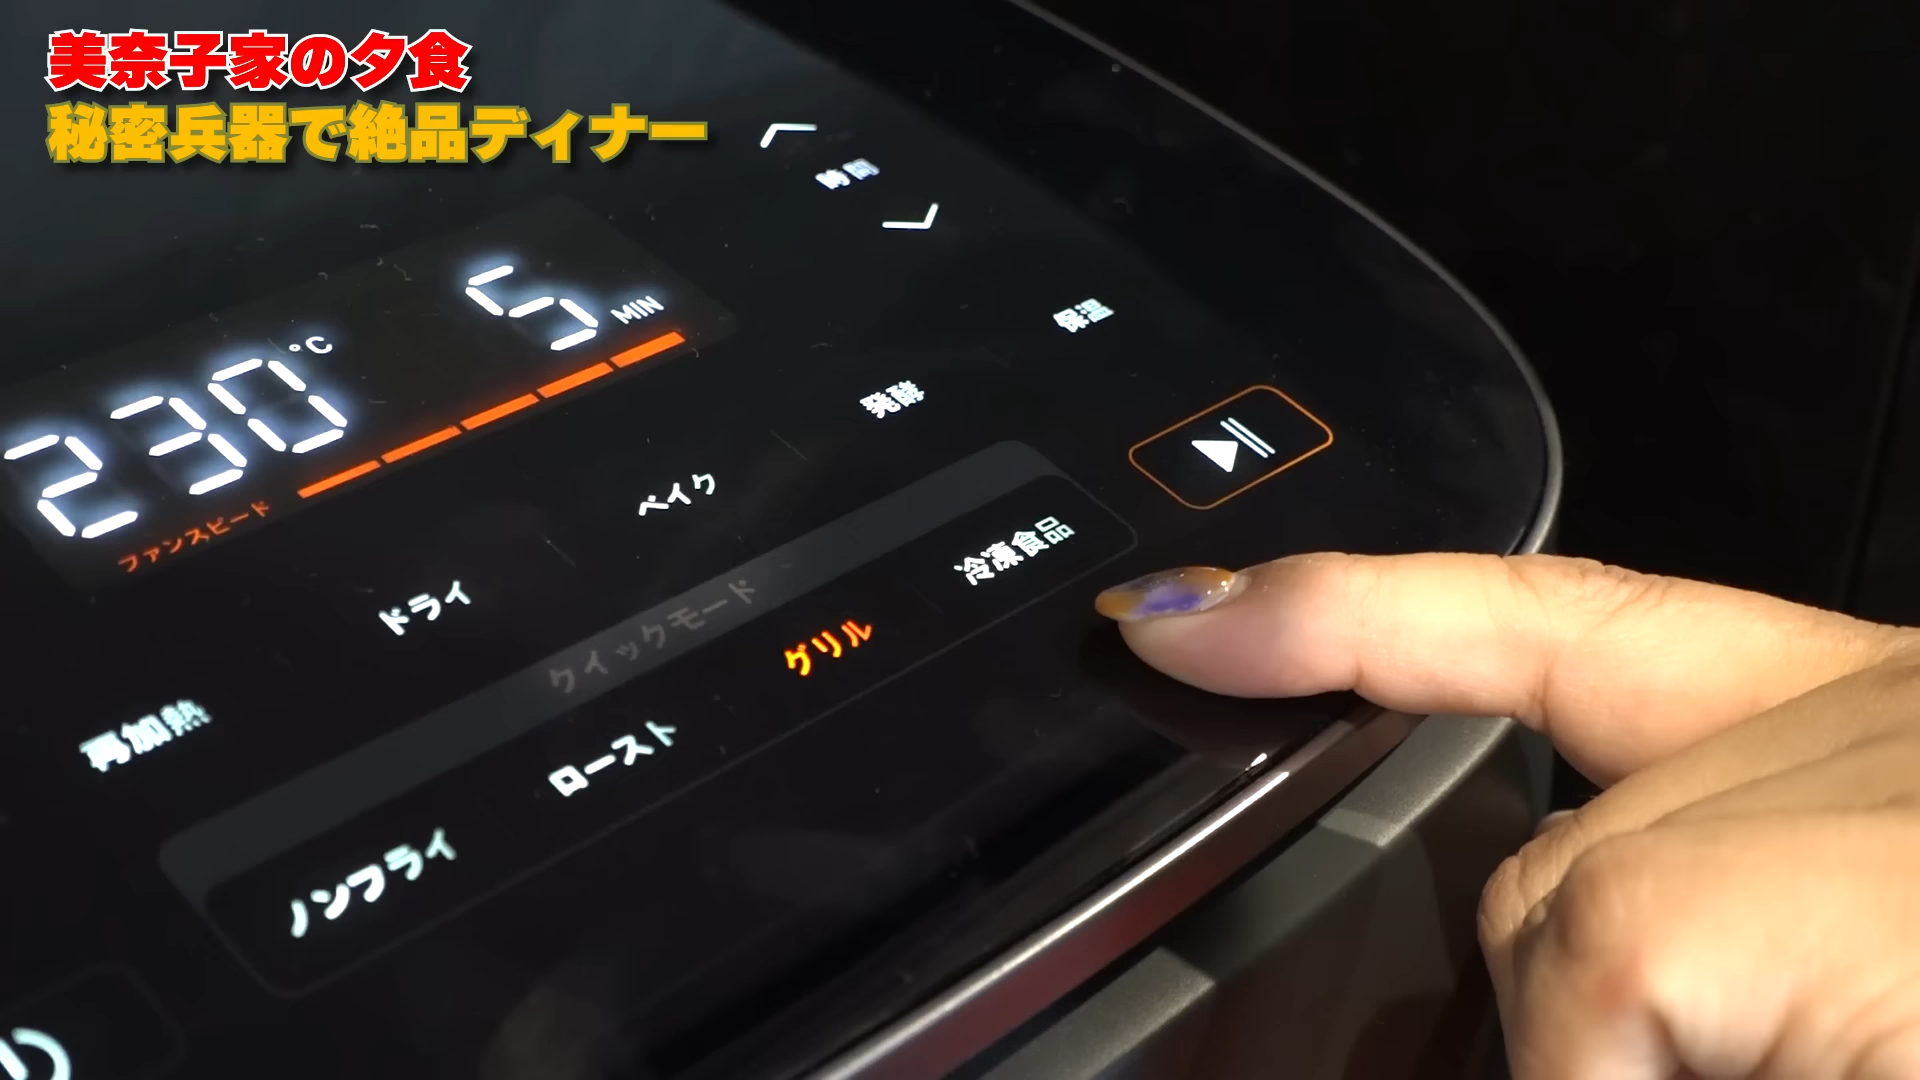 美奈子家の夕食
秘密兵器で絶品ディナー
時間
230 °C 5 MIN
ファンスピード
保温
発酵
ベイク
ドライ
再加熱
クイックモード
冷凍食品
グリル
ロースト
ノンフライ